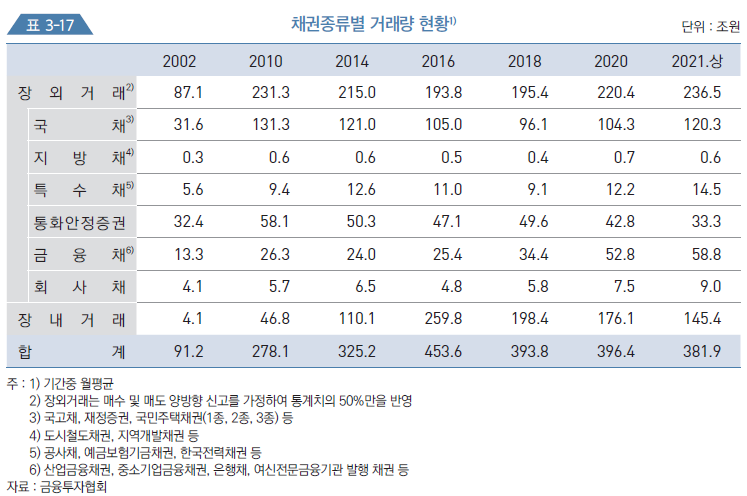 표 3-17 채권종류별 거래량 현황1) 단위 : 조원
2002 2010 2014 2016 2018 2020 2021.상
장외거래2) 87.1 231.3 215.0 193.8 195.4 220.4 236.5
국채3) 31.6 131.3 121.0 105.0 96.1 104.3 120.3
지방채4) 0.3 0.6 0.6 0.5 0.4 0.7 0.6
특수채5) 5.6 9.4 12.6 11.0 9.1 12.2 14.5
통화안정증권 32.4 58.1 50.3 47.1 49.6 42.8 33.3
금융채6) 13.3 26.3 24.0 25.4 34.4 52.8 58.8
회사채 4.1 5.7 6.5 4.8 5.8 7.5 9.0
장내거래 4.1 46.8 110.1 259.8 198.4 176.1 145.4
합계 91.2 278.1 325.2 453.6 393.8 396.4 381.9
주 : 1) 기간중 월평균
2) 장외거래는 매수 및 매도 양방향 신고를 가정하여 통계치의 50%만을 반영
3) 국고채, 재정증권, 국민주택채권(1종, 2종, 3종) 등
4) 도시철도채권, 지역개발채권 등
5) 공사채, 예금보험기금채권, 한국전력채권 등
6) 산업금융채권, 중소기업금융채권, 은행채, 여신전문금융기관 발행 채권 등
자료 : 금융투자협회